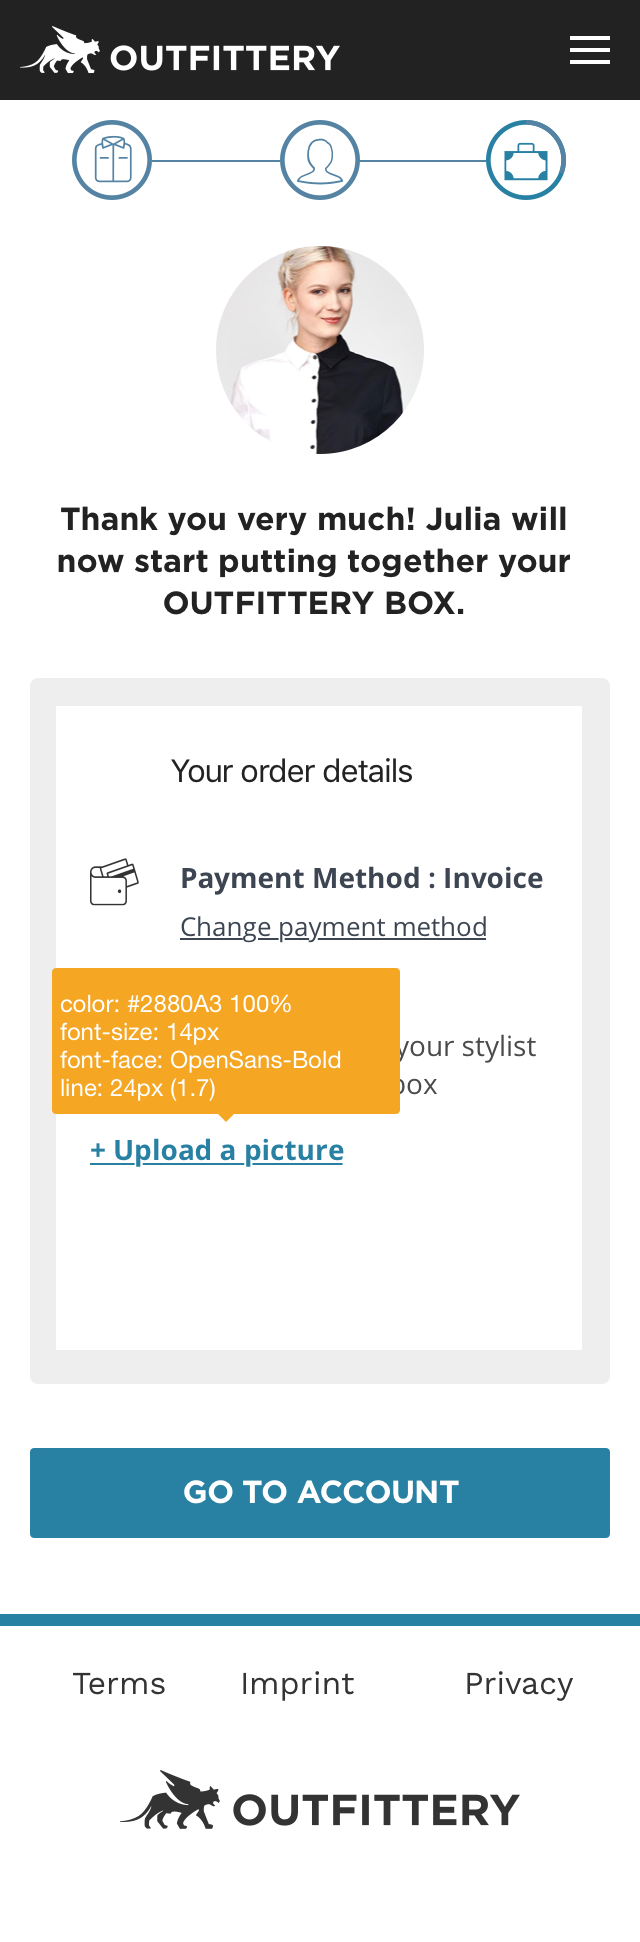 OUTFITTERY
Thank you very much! Julia will
now start putting together your
OUTFITTERY BOX.
Your order details
Payment Method : Invoice
Change payment method
color: #2880A3 100%
font-size: 14px
font-face: OpenSans-Bold
line: 24px (1.7)
your stylist
box
+ Upload a picture
GO TO ACCOUNT
Terms Imprint Privacy
OUTFITTERY